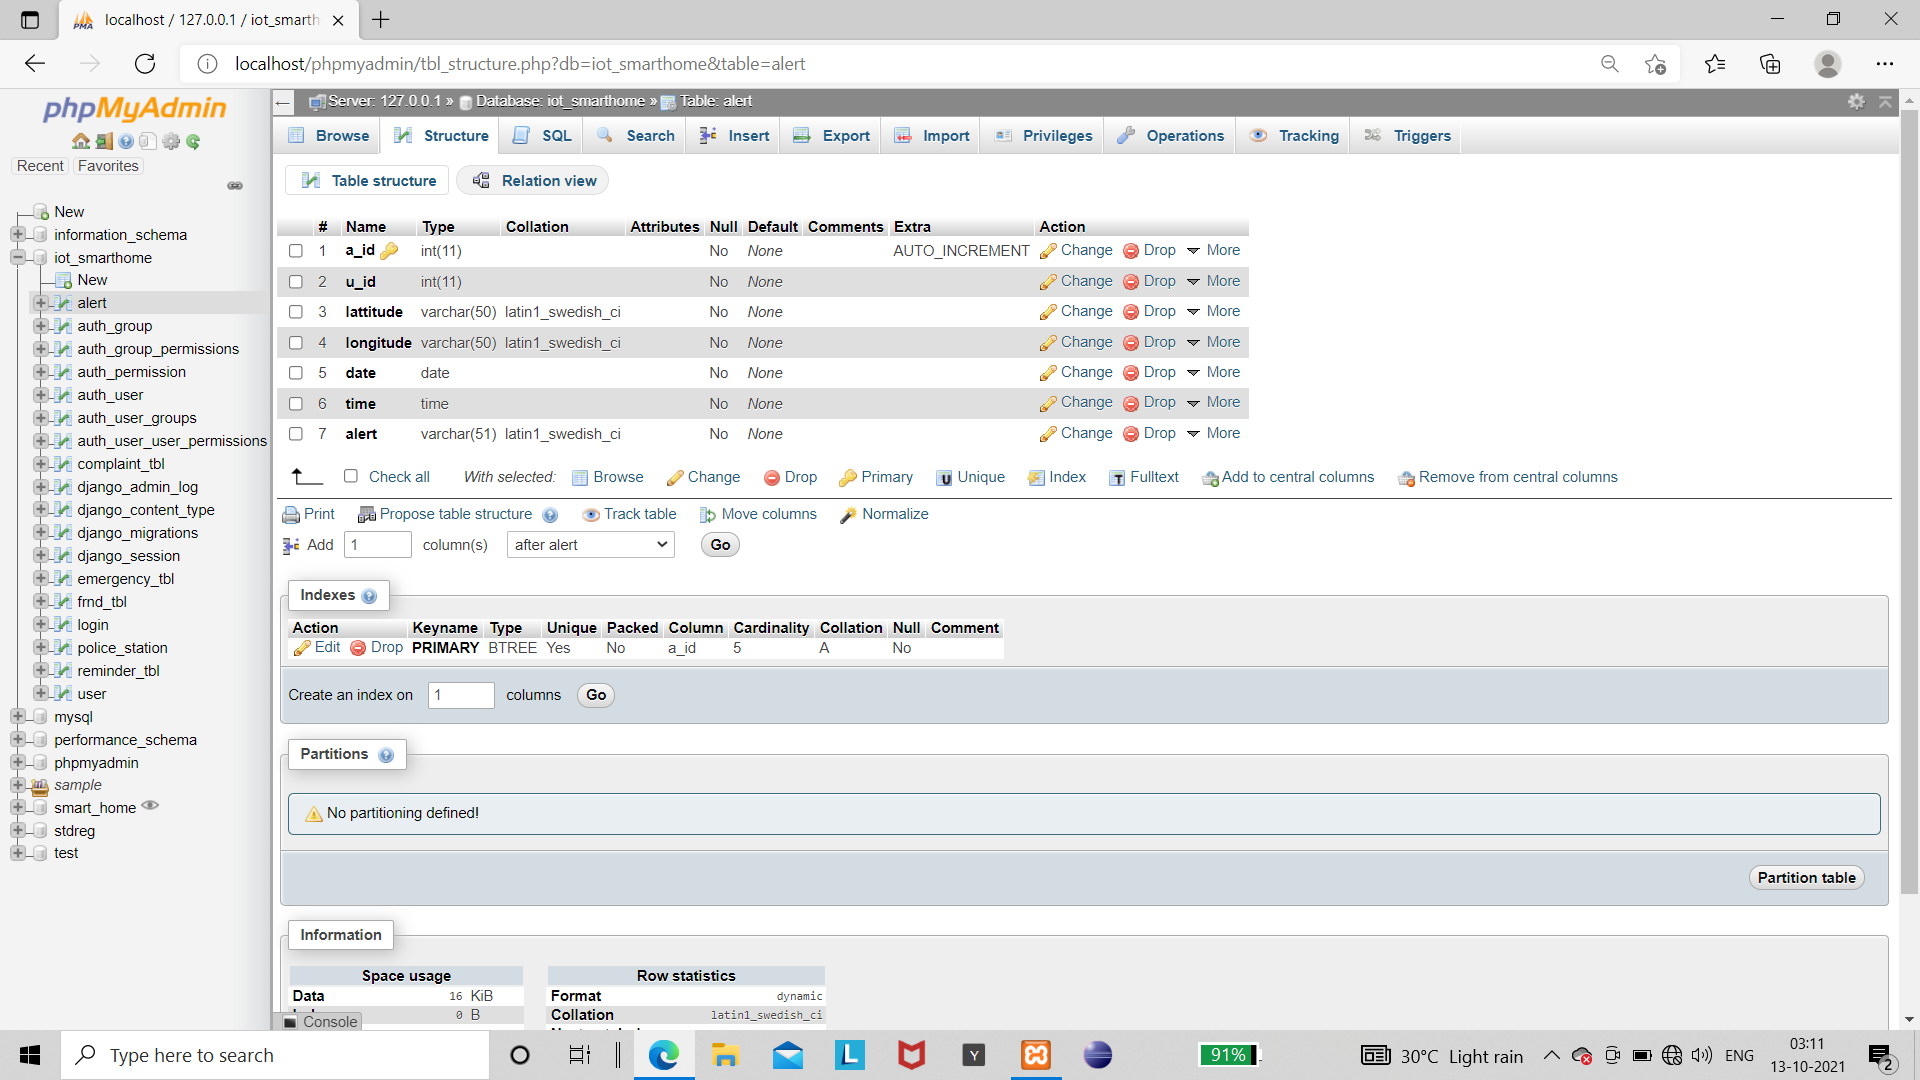 localhost / 127.0.0.1 / iot_smarth
localhost/phpmyadmin/tbl_structure.php?db=iot_smarthome&table=alert
phpMyAdmin
Recent Favorites
New
information_schema
iot_smarthome
New
alert
auth_group
auth_group_permissions
auth_permission
auth_user
auth_user_groups
auth_user_user_permissions
complaint_tbl
django_admin_log
django_content_type
django_migrations
django_session
emergency_tbl
frnd_tbl
login
police_station
reminder_tbl
user
mysql
performance_schema
phpmyadmin
sample
smart_home
stdreg
test
Server: 127.0.0.1 » Database: iot_smarthome » Table: alert
Browse Structure SQL Search Insert Export Import Privileges Operations Tracking Triggers
Table structure Relation view
# Name Type Collation Attributes Null Default Comments Extra Action
1 a_id int(11) No None AUTO_INCREMENT Change Drop More
2 u_id int(11) No None Change Drop More
3 lattitude varchar(50) latin1_swedish_ci No None Change Drop More
4 longitude varchar(50) latin1_swedish_ci No None Change Drop More
5 date date No None Change Drop More
6 time time No None Change Drop More
7 alert varchar(51) latin1_swedish_ci No None Change Drop More
Check all With selected: Browse Change Drop Primary Unique Index Fulltext Add to central columns Remove from central columns
Print Propose table structure Track table Move columns Normalize
Add 1 column(s) after alert Go
Indexes
Action Keyname Type Unique Packed Column Cardinality Collation Null Comment
Edit Drop PRIMARY BTREE Yes No a_id 5 A No
Create an index on 1 columns Go
Partitions
No partitioning defined!
Partition table
Information
Space usage
Data 16 KiB
0 B
Row statistics
Format dynamic
Collation latin1_swedish_ci
Console
Type here to search
91%
30°C Light rain
ENG
03:11
13-10-2021
2